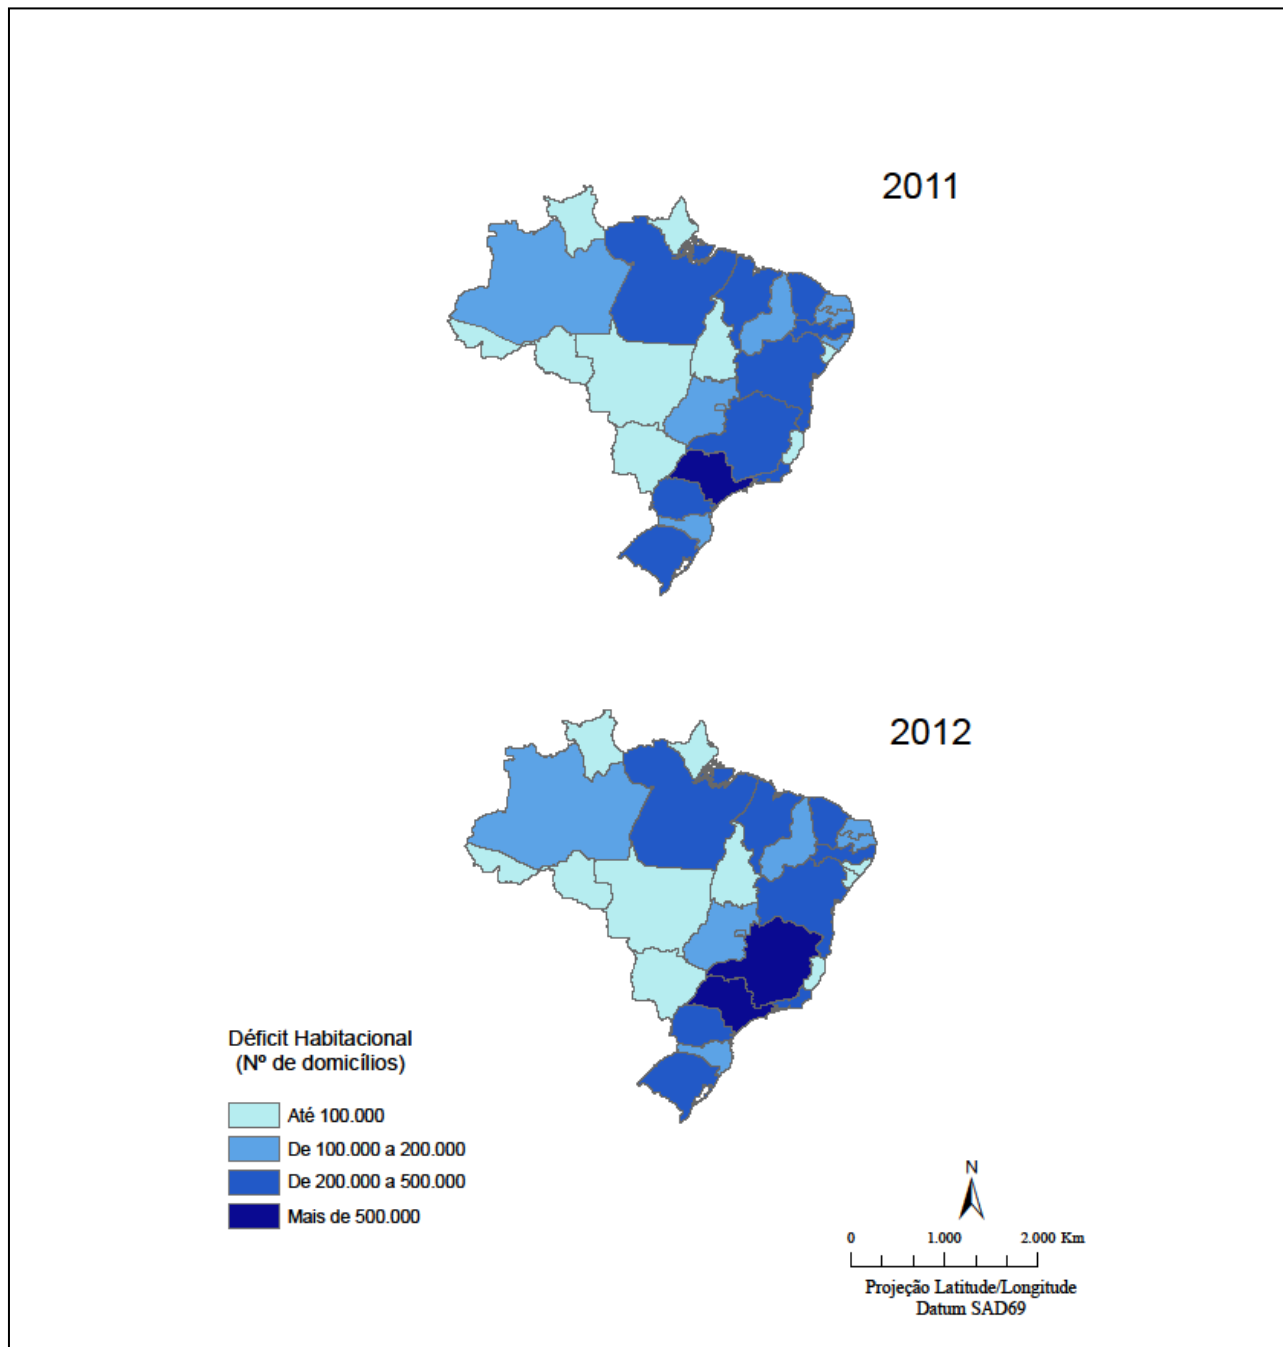 2011
2012
Déficit Habitacional
(Nº de domicílios)
Até 100.000
De 100.000 a 200.000
De 200.000 a 500.000
Mais de 500.000
N
0 1.000 2.000 Km
Projeção Latitude/Longitude
Datum SAD69